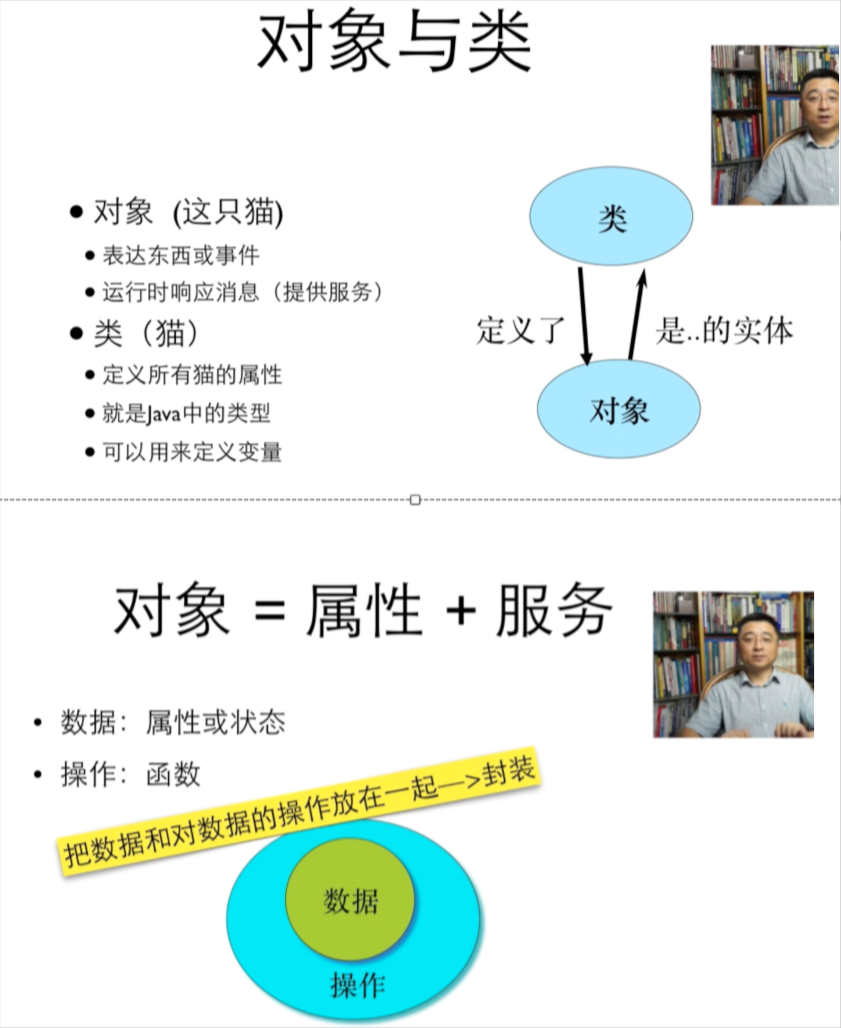 对象与类
对象 (这只猫)
表达东西或事件
运行时响应消息（提供服务）
类（猫）
定义所有猫的属性
就是Java中的类型
可以用来定义变量
类
定义了
是..的实体
对象
对象 = 属性 + 服务
数据：属性或状态
操作：函数
把数据和对数据的操作放在一起—>封装
数据
操作